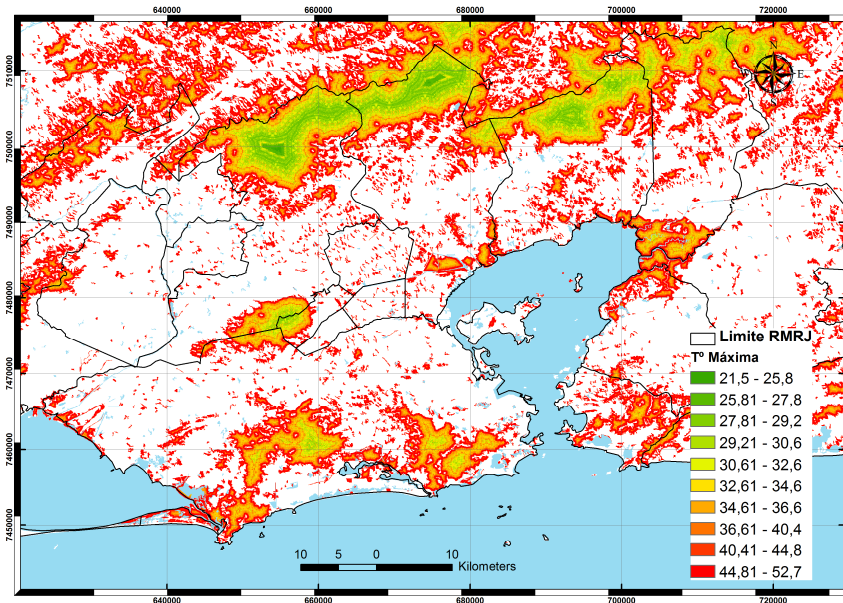 640000 660000 680000 700000 720000
7510000
7500000
7490000
7480000
7470000
7460000
7450000
N
E
S
Limite RMRJ
Tº Máxima
21,5 - 25,8
25,81 - 27,8
27,81 - 29,2
29,21 - 30,6
30,61 - 32,6
32,61 - 34,6
34,61 - 36,6
36,61 - 40,4
40,41 - 44,8
44,81 - 52,7
10 5 0 10
Kilometers
640000 660000 680000 700000 720000